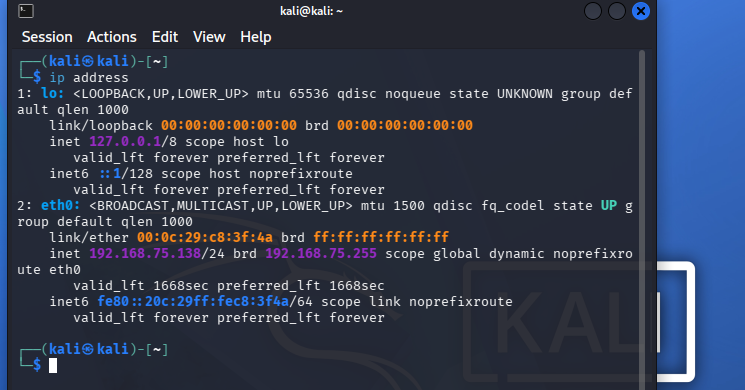 kali@kali: ~
Session Actions Edit View Help
┌──(kali㉿kali)-[~]
└─$ ip address
1: lo: <LOOPBACK,UP,LOWER_UP> mtu 65536 qdisc noqueue state UNKNOWN group def
ault qlen 1000
    link/loopback 00:00:00:00:00:00 brd 00:00:00:00:00:00
    inet 127.0.0.1/8 scope host lo
       valid_lft forever preferred_lft forever
    inet6 ::1/128 scope host noprefixroute
       valid_lft forever preferred_lft forever
2: eth0: <BROADCAST,MULTICAST,UP,LOWER_UP> mtu 1500 qdisc fq_codel state UP g
roup default qlen 1000
    link/ether 00:0c:29:c8:3f:4a brd ff:ff:ff:ff:ff:ff
    inet 192.168.75.138/24 brd 192.168.75.255 scope global dynamic noprefixro
ute eth0
       valid_lft 1668sec preferred_lft 1668sec
    inet6 fe80::20c:29ff:fec8:3f4a/64 scope link noprefixroute
       valid_lft forever preferred_lft forever
┌──(kali㉿kali)-[~]
└─$
KALI